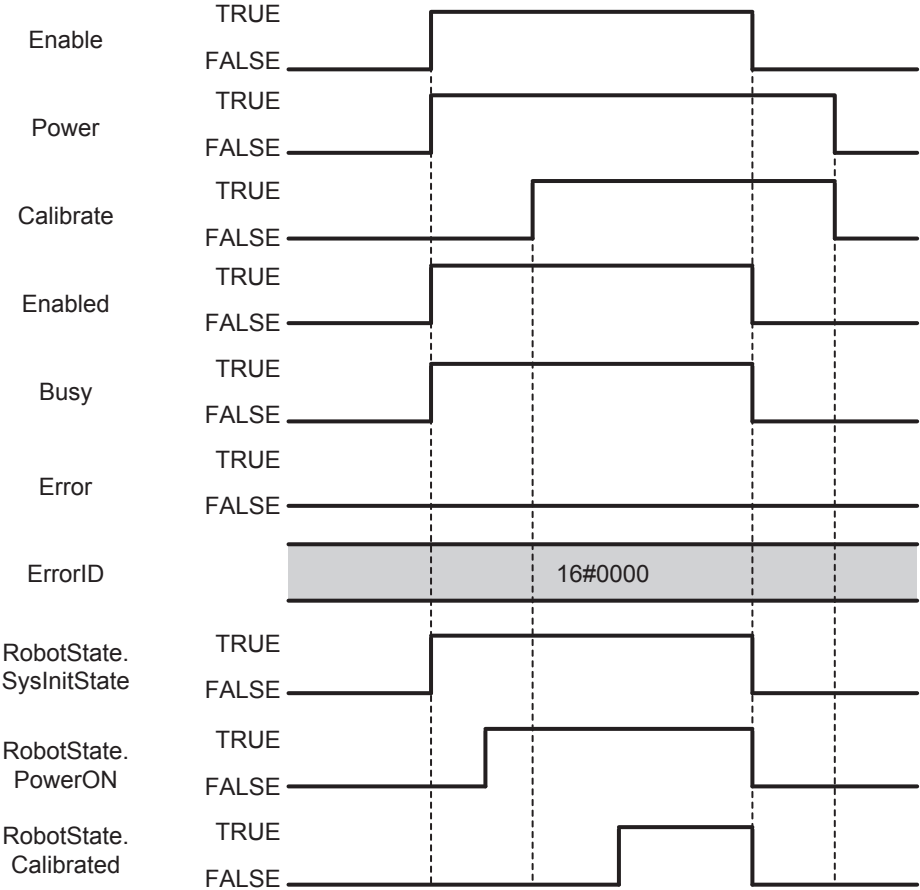 TRUE
Enable
FALSE
TRUE
Power
FALSE
TRUE
Calibrate
FALSE
TRUE
Enabled
FALSE
TRUE
Busy
FALSE
TRUE
Error
FALSE
ErrorID
16#0000
RobotState.
SysInitState
TRUE
FALSE
RobotState.
PowerON
TRUE
FALSE
RobotState.
Calibrated
TRUE
FALSE